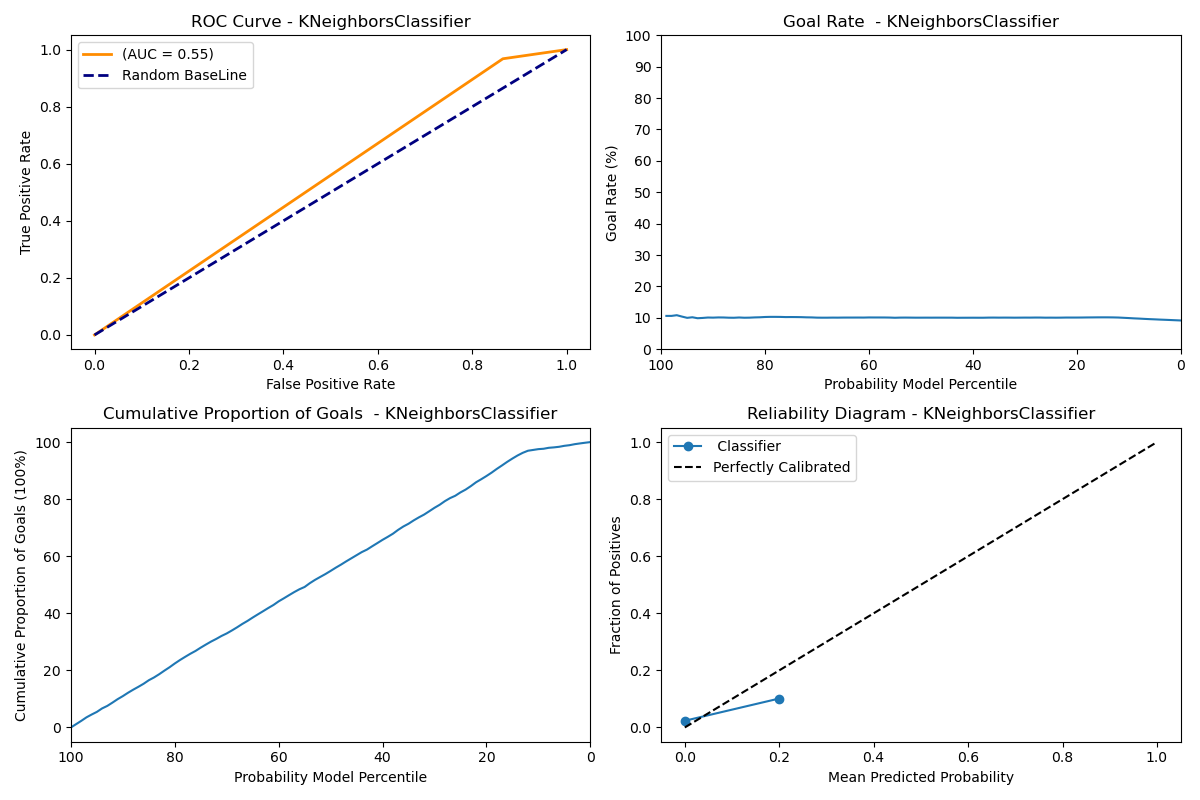 ROC Curve - KNeighborsClassifier
True Positive Rate
1.0
0.8
0.6
0.4
0.2
0.0
(AUC = 0.55)
Random BaseLine
0.0 0.2 0.4 0.6 0.8 1.0
False Positive Rate
Goal Rate - KNeighborsClassifier
Goal Rate (%)
100
90
80
70
60
50
40
30
20
10
0
100 80 60 40 20 0
Probability Model Percentile
Cumulative Proportion of Goals - KNeighborsClassifier
Cumulative Proportion of Goals (100%)
100
80
60
40
20
0
100 80 60 40 20 0
Probability Model Percentile
Reliability Diagram - KNeighborsClassifier
Fraction of Positives
1.0
0.8
0.6
0.4
0.2
0.0
Classifier
Perfectly Calibrated
0.0 0.2 0.4 0.6 0.8 1.0
Mean Predicted Probability